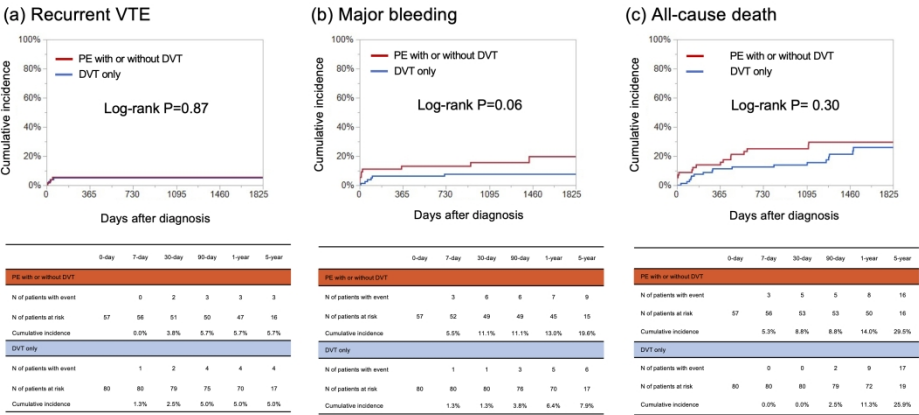 (a) Recurrent VTE
100%
80%
60%
40%
20%
0%
Cumulative incidence
PE with or without DVT
DVT only
Log-rank P=0.87
0 365 730 1095 1460 1825
Days after diagnosis
0-day 7-day 30-day 90-day 1-year 5-year
PE with or without DVT
N of patients with event 0 2 3 3 3
N of patients at risk 57 56 51 50 47 16
Cumulative incidence 0.0% 3.8% 5.7% 5.7% 5.7%
DVT only
N of patients with event 1 2 4 4 4
N of patients at risk 80 80 79 75 70 17
Cumulative incidence 1.3% 2.5% 5.0% 5.0% 5.0%
(b) Major bleeding
100%
80%
60%
40%
20%
0%
Cumulative incidence
PE with or without DVT
DVT only
Log-rank P=0.06
0 365 730 1095 1460 1825
Days after diagnosis
0-day 7-day 30-day 90-day 1-year 5-year
PE with or without DVT
N of patients with event 3 6 6 7 9
N of patients at risk 57 52 49 49 45 15
Cumulative incidence 5.5% 11.1% 11.1% 13.0% 19.6%
DVT only
N of patients with event 1 1 3 5 6
N of patients at risk 80 80 80 76 70 17
Cumulative incidence 1.3% 1.3% 3.8% 6.4% 7.9%
(c) All-cause death
100%
80%
60%
40%
20%
0%
Cumulative incidence
PE with or without DVT
DVT only
Log-rank P= 0.30
0 365 730 1095 1460 1825
Days after diagnosis
0-day 7-day 30-day 90-day 1-year 5-year
PE with or without DVT
N of patients with event 3 5 5 8 16
N of patients at risk 57 56 53 53 50 16
Cumulative incidence 5.3% 8.8% 8.8% 14.0% 29.5%
DVT only
N of patients with event 0 0 2 9 17
N of patients at risk 80 80 80 79 72 19
Cumulative incidence 0.0% 0.0% 2.5% 11.3% 25.9%